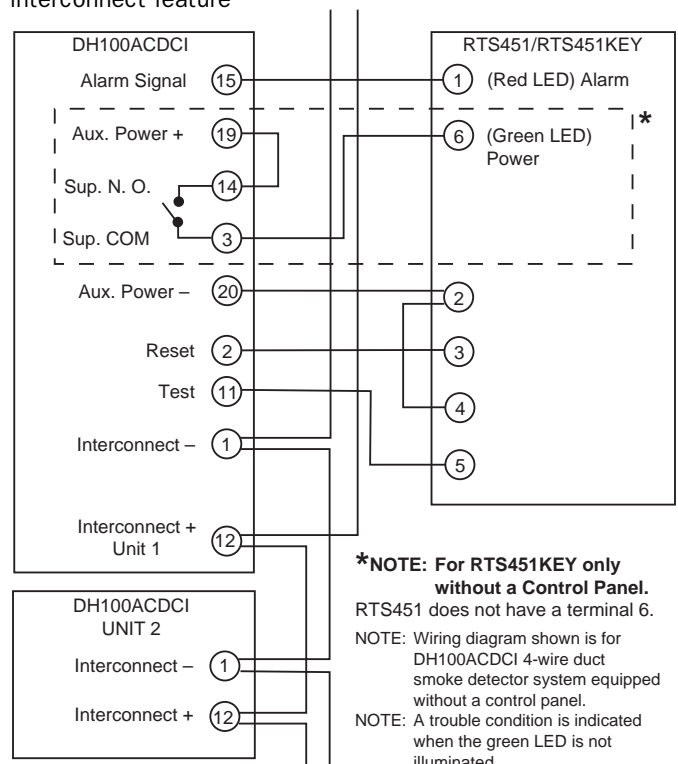 interconnect feature
DH100ACDCI
RTS451/RTS451KEY
Alarm Signal 15
1 (Red LED) Alarm
*
Aux. Power + 19
6 (Green LED)
Power
Sup. N. O. 14
Sup. COM 3
Aux. Power – 20
2
Reset 2
3
Test 11
4
Interconnect – 1
5
Interconnect +
Unit 1
12
*NOTE: For RTS451KEY only
without a Control Panel.
RTS451 does not have a terminal 6.
NOTE: Wiring diagram shown is for
DH100ACDCI 4-wire duct
smoke detector system equipped
without a control panel.
NOTE: A trouble condition is indicated
when the green LED is not
illuminated
DH100ACDCI
UNIT 2
Interconnect – 1
Interconnect + 12